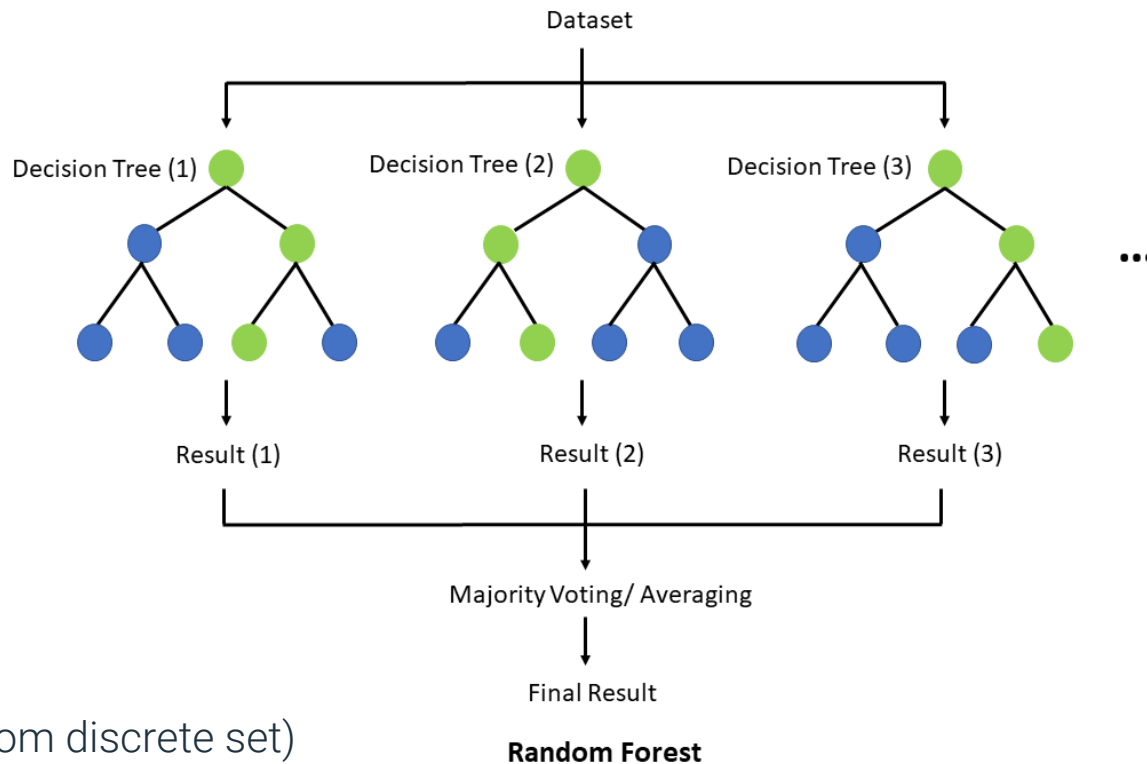 Dataset
Decision Tree (1)
Decision Tree (2)
Decision Tree (3)
...
Result (1)
Result (2)
Result (3)
Majority Voting/ Averaging
Final Result
om discrete set)
Random Forest